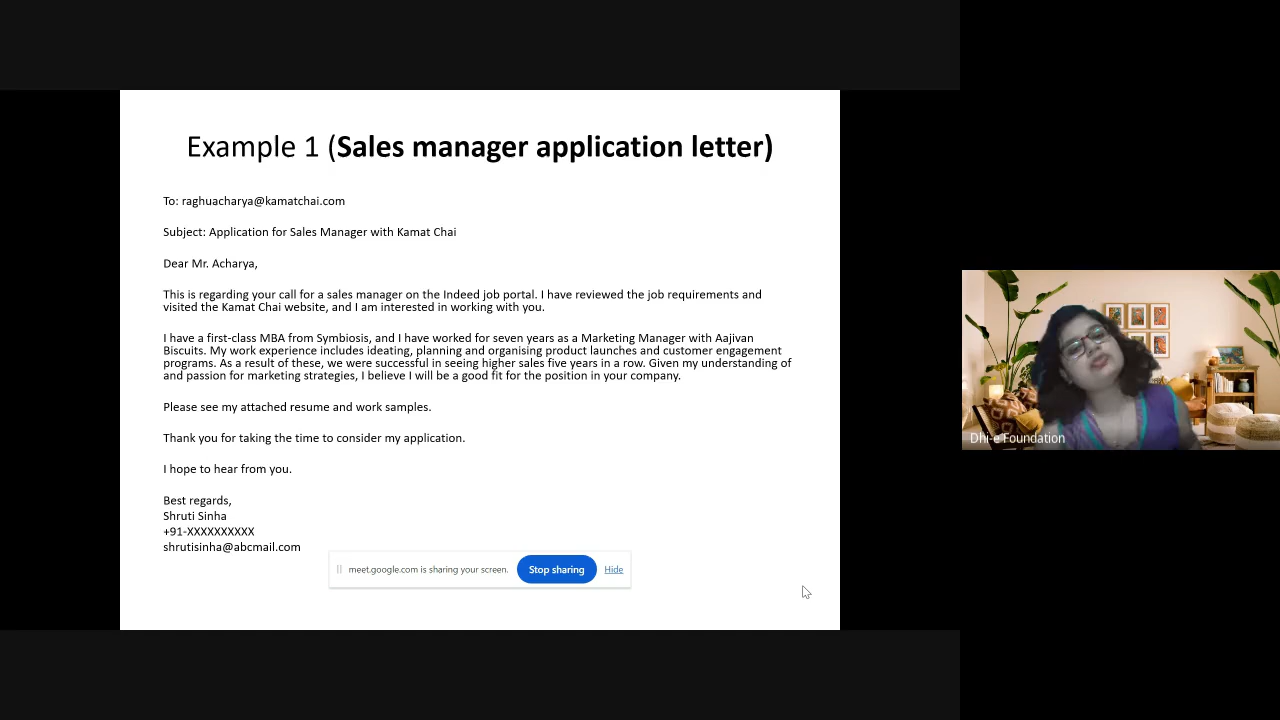 Example 1 (Sales manager application letter)
To: raghuacharya@kamatchai.com
Subject: Application for Sales Manager with Kamat Chai
Dear Mr. Acharya,
This is regarding your call for a sales manager on the Indeed job portal. I have reviewed the job requirements and
visited the Kamat Chai website, and I am interested in working with you.
I have a first-class MBA from Symbiosis, and I have worked for seven years as a Marketing Manager with Aajivan
Biscuits. My work experience includes ideating, planning and organising product launches and customer engagement
programs. As a result of these, we were successful in seeing higher sales five years in a row. Given my understanding of
and passion for marketing strategies, I believe I will be a good fit for the position in your company.
Please see my attached resume and work samples.
Thank you for taking the time to consider my application.
I hope to hear from you.
Best regards,
Shruti Sinha
+91-XXXXXXXXXX
shrutisinha@abcmail.com
meet.google.com is sharing your screen. Stop sharing Hide
Dhi-e Foundation